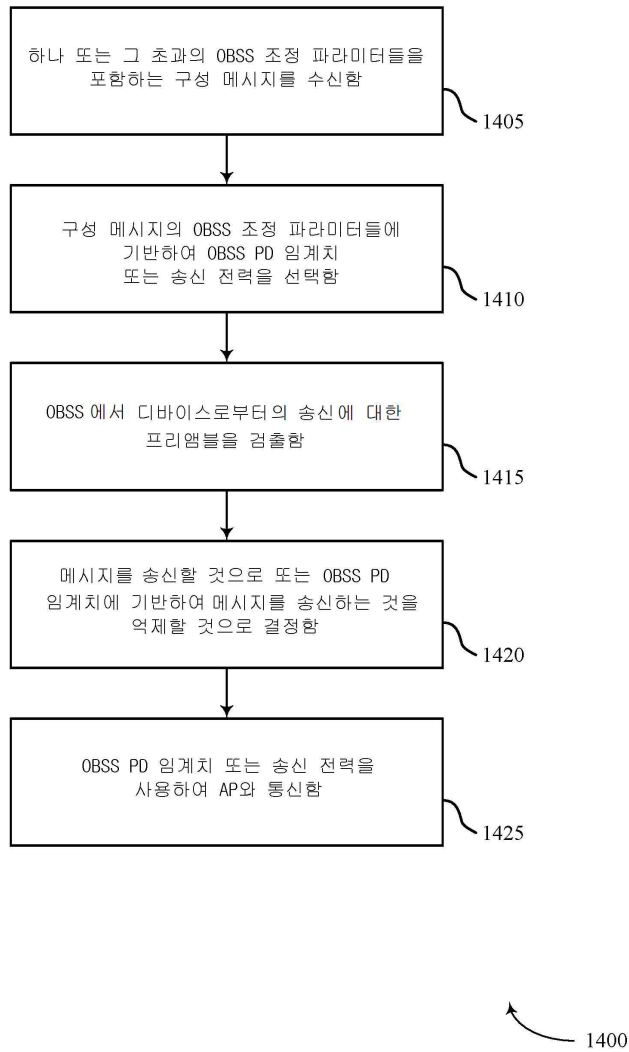 하나 또는 그 초과의 OBSS 조정 파라미터들을
포함하는 구성 메시지를 수신함
1405
구성 메시지의 OBSS 조정 파라미터들에
기반하여 OBSS PD 임계치
또는 송신 전력을 선택함
1410
OBSS에서 디바이스로부터의 송신에 대한
프리앰블을 검출함
1415
메시지를 송신할 것으로 또는 OBSS PD
임계치에 기반하여 메시지를 송신하는 것을
억제할 것으로 결정함
1420
OBSS PD 임계치 또는 송신 전력을
사용하여 AP와 통신함
1425
1400